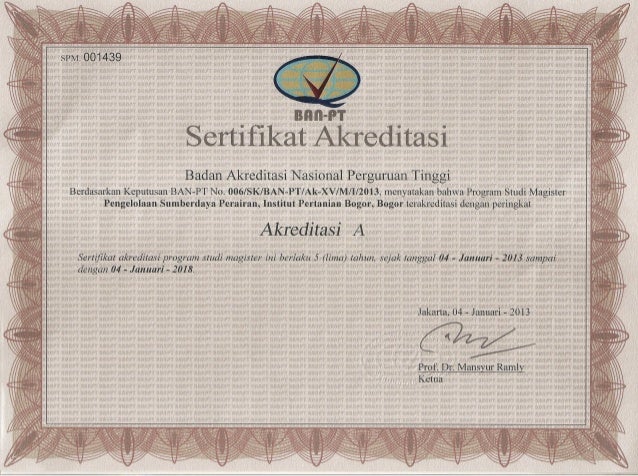 SPM. 001439
BAN-PT
Sertifikat Akreditasi
Badan Akreditasi Nasional Perguruan Tinggi
Berdasarkan Keputusan BAN-PT No. 006/SK/BAN-PT/Ak-XV/M/I/2013, menyatakan bahwa Program Studi Magister
Pengelolaan Sumberdaya Perairan, Institut Pertanian Bogor, Bogor terakreditasi dengan peringkat
Akreditasi A
Sertifikat akreditasi program studi magister ini berlaku 5 (lima) tahun, sejak tanggal 04 - Januari - 2013 sampai
dengan 04 - Januari - 2018.
Jakarta, 04 - Januari - 2013
Prof. Dr. Mansyur Ramly
Ketua